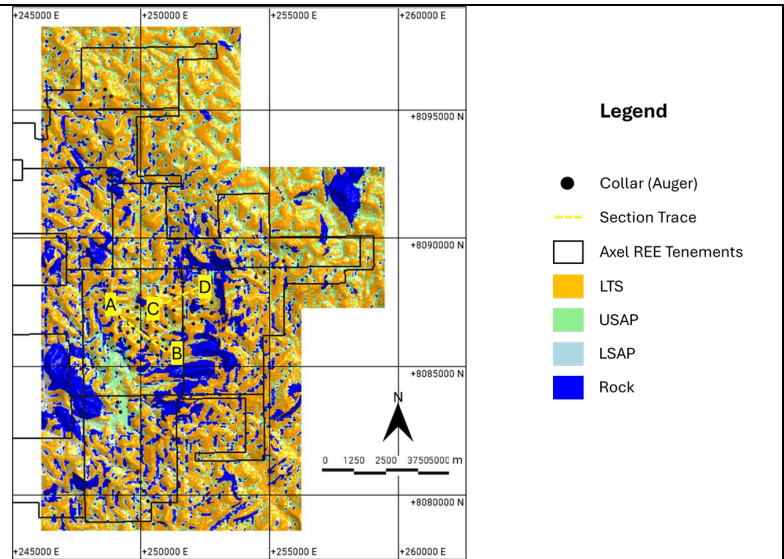 +245000 E
+250000 E
+255000 E
+260000 E
+8095000 N
Legend
Collar (Auger)
Section Trace
+8090000 N
Axel REE Tenements
LTS
D
A
C
USAP
B
LSAP
+8085000 N
Rock
N
0 1250 2500 37505000 m
+8080000 N
+245000 E
+250000 E
+255000 E
+260000 E